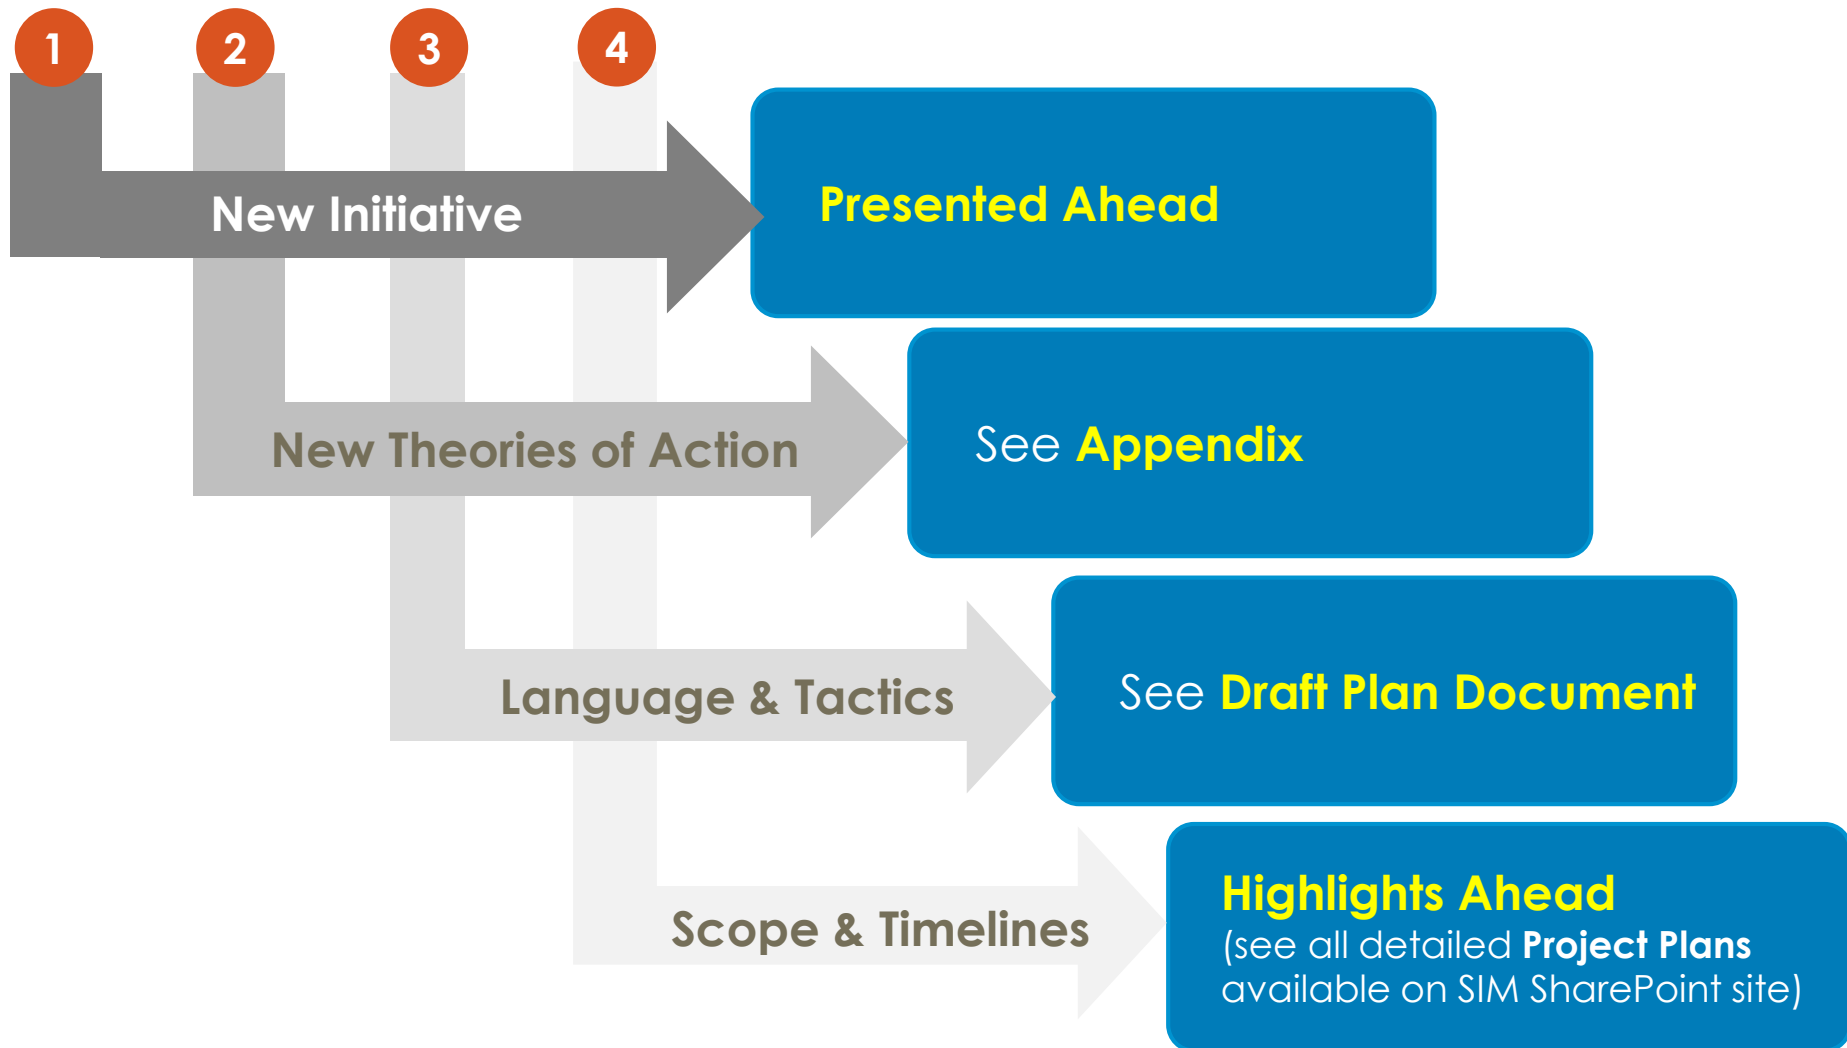 1
2
3
4
New Initiative
Presented Ahead
New Theories of Action
See Appendix
Language & Tactics
See Draft Plan Document
Scope & Timelines
Highlights Ahead
(see all detailed Project Plans
available on SIM SharePoint site)